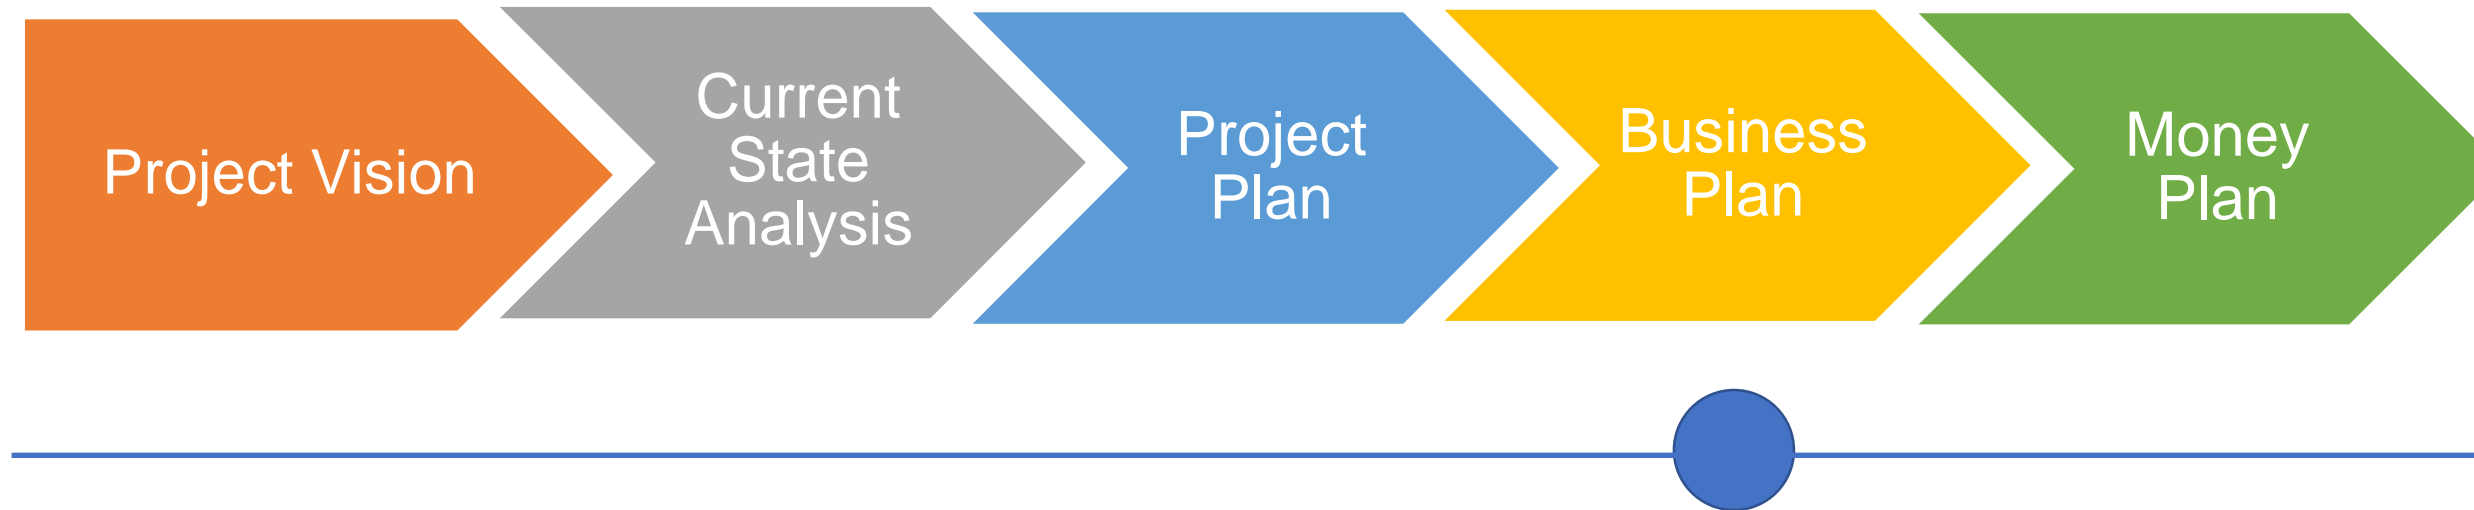 Project Vision
Current
State
Analysis
Project
Plan
Business
Plan
Money
Plan